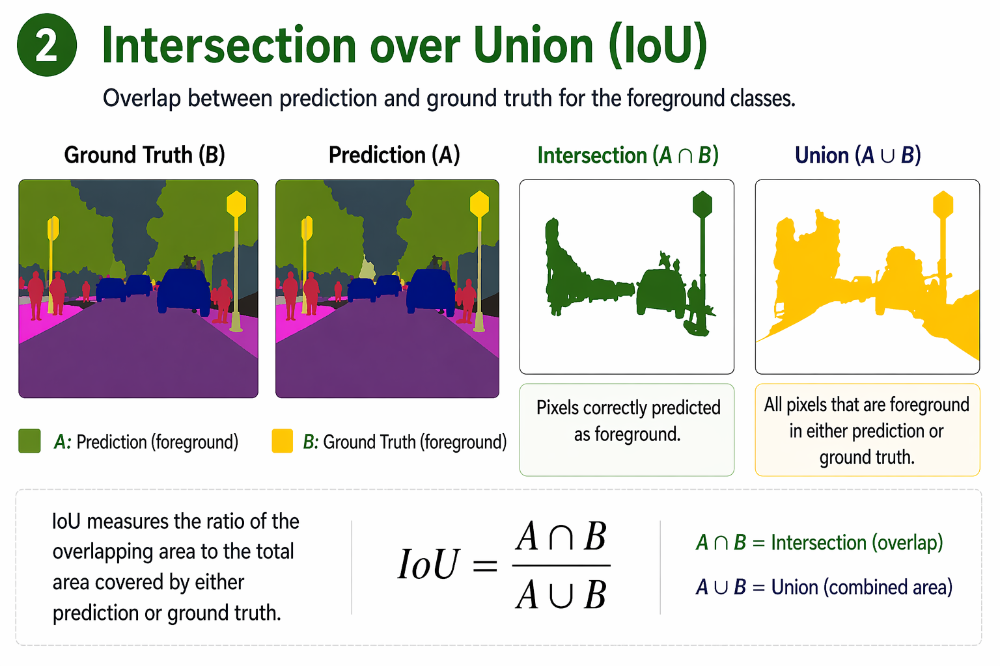 2
Intersection over Union (IoU)
Overlap between prediction and ground truth for the foreground classes.
Ground Truth (B)
Prediction (A)
Intersection (A ∩ B)
Union (A ∪ B)
Pixels correctly predicted
as foreground.
All pixels that are foreground
in either prediction or
ground truth.
A: Prediction (foreground)
B: Ground Truth (foreground)
IoU measures the ratio of the
overlapping area to the total
area covered by either
prediction or ground truth.
IoU = A ∩ B / A ∪ B
A ∩ B = Intersection (overlap)
A ∪ B = Union (combined area)